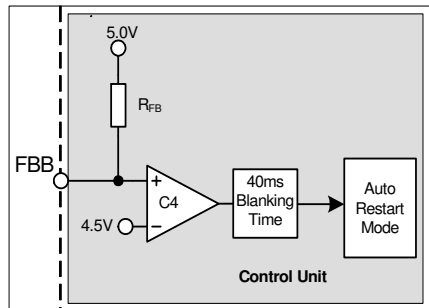 5.0V
RFB
FBB
+
C4
4.5V
−
40ms
Blanking
Time
Auto
Restart
Mode
Control Unit